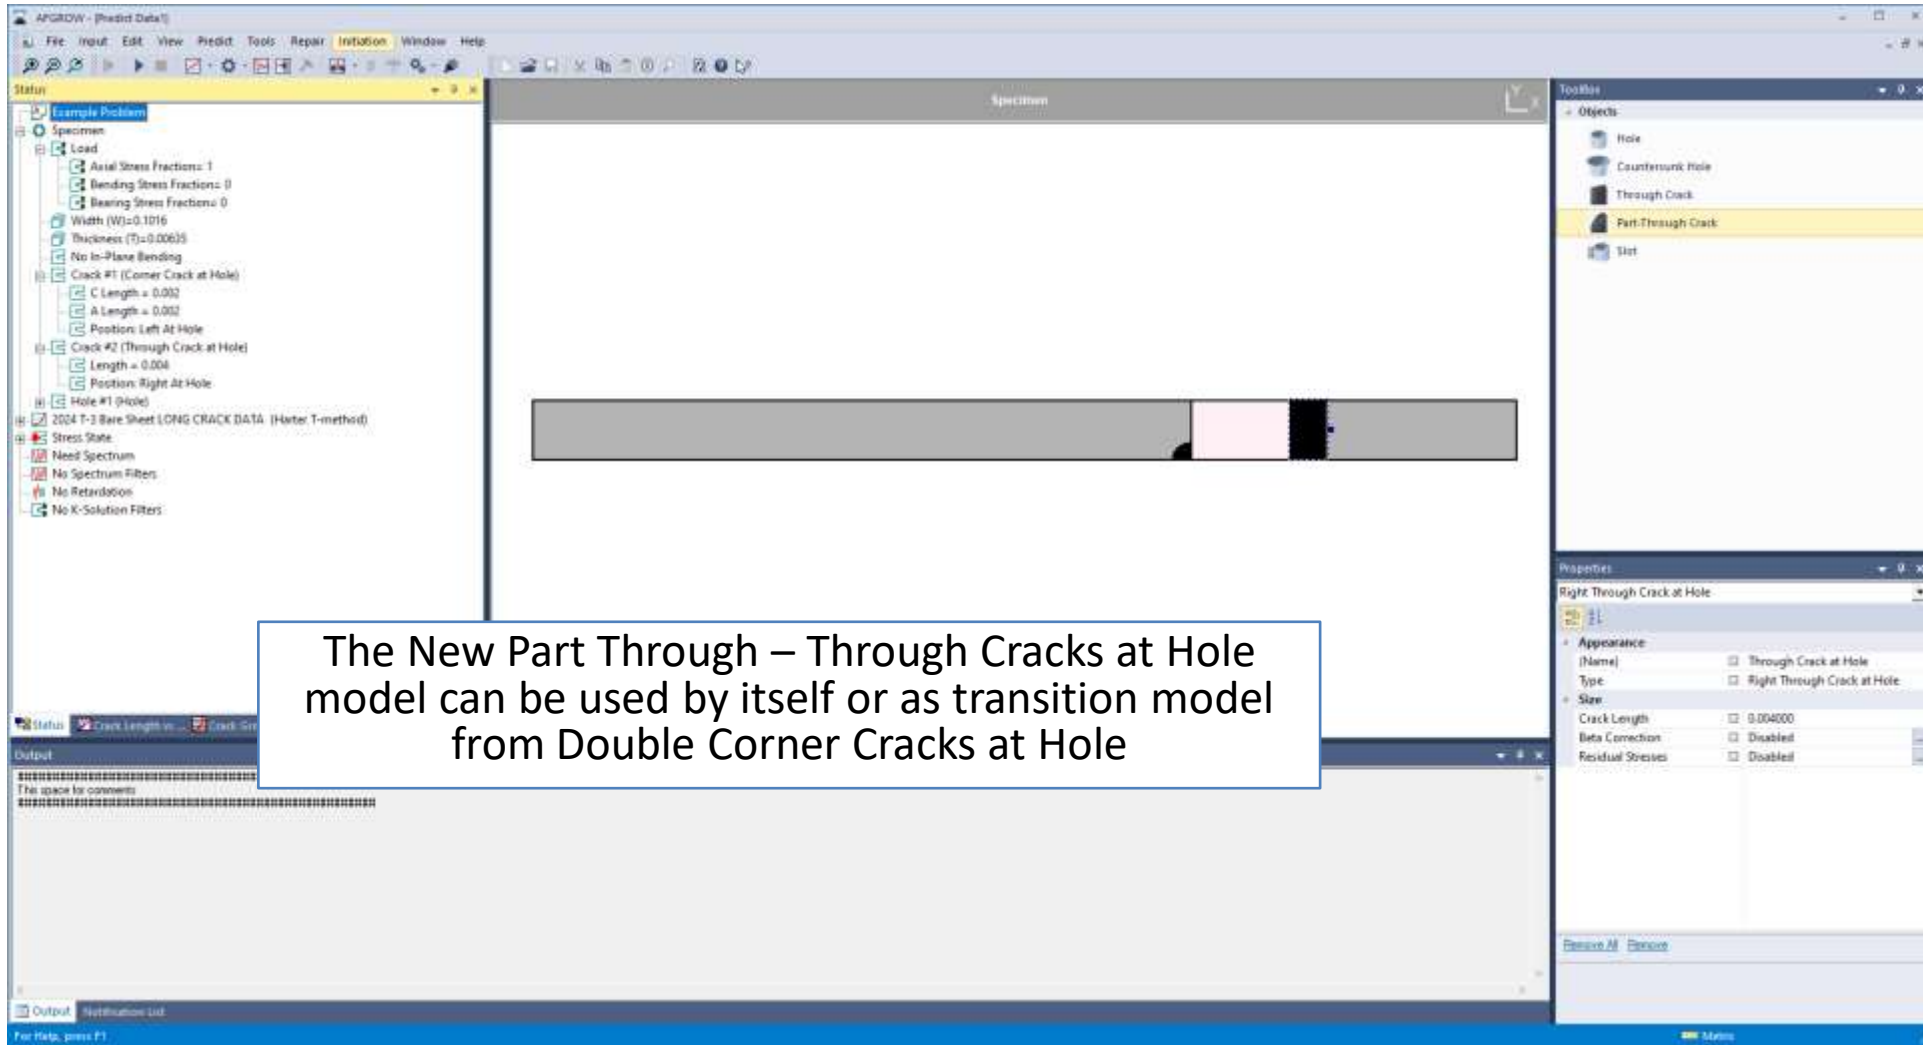 AFGROW - [Predict Data1]
File Input Edit View Predict Tools Repair Initiation Window Help
Status
Example Problem
Specimen
Load
Axial Stress Fraction= 1
Bending Stress Fraction= 0
Bearing Stress Fraction= 0
Width (W)=0.1016
Thickness (T)=0.00635
No In-Plane Bending
Crack #1 (Corner Crack at Hole)
C Length = 0.002
A Length = 0.002
Position: Left At Hole
Crack #2 (Through Crack at Hole)
Length = 0.004
Position: Right At Hole
Hole #1 (Hole)
2024 T-3 Bare Sheet LONG CRACK DATA (Harter T-method)
Stress State
Need Spectrum
No Spectrum Filters
No Retardation
No K-Solution Filters
Specimen
Y
X
ToolBox
Objects
Hole
Countersunk Hole
Through Crack
Part-Through Crack
Slot
Properties
Right Through Crack at Hole
Appearance
(Name) Through Crack at Hole
Type Right Through Crack at Hole
Size
Crack Length 0.004000
Beta Correction Disabled
Residual Stresses Disabled
Remove All Remove
The New Part Through – Through Cracks at Hole
model can be used by itself or as transition model
from Double Corner Cracks at Hole
Status Crack Length vs ... Crack
Output
This space for comments
Output Notification List
For Help, press F1
Metric